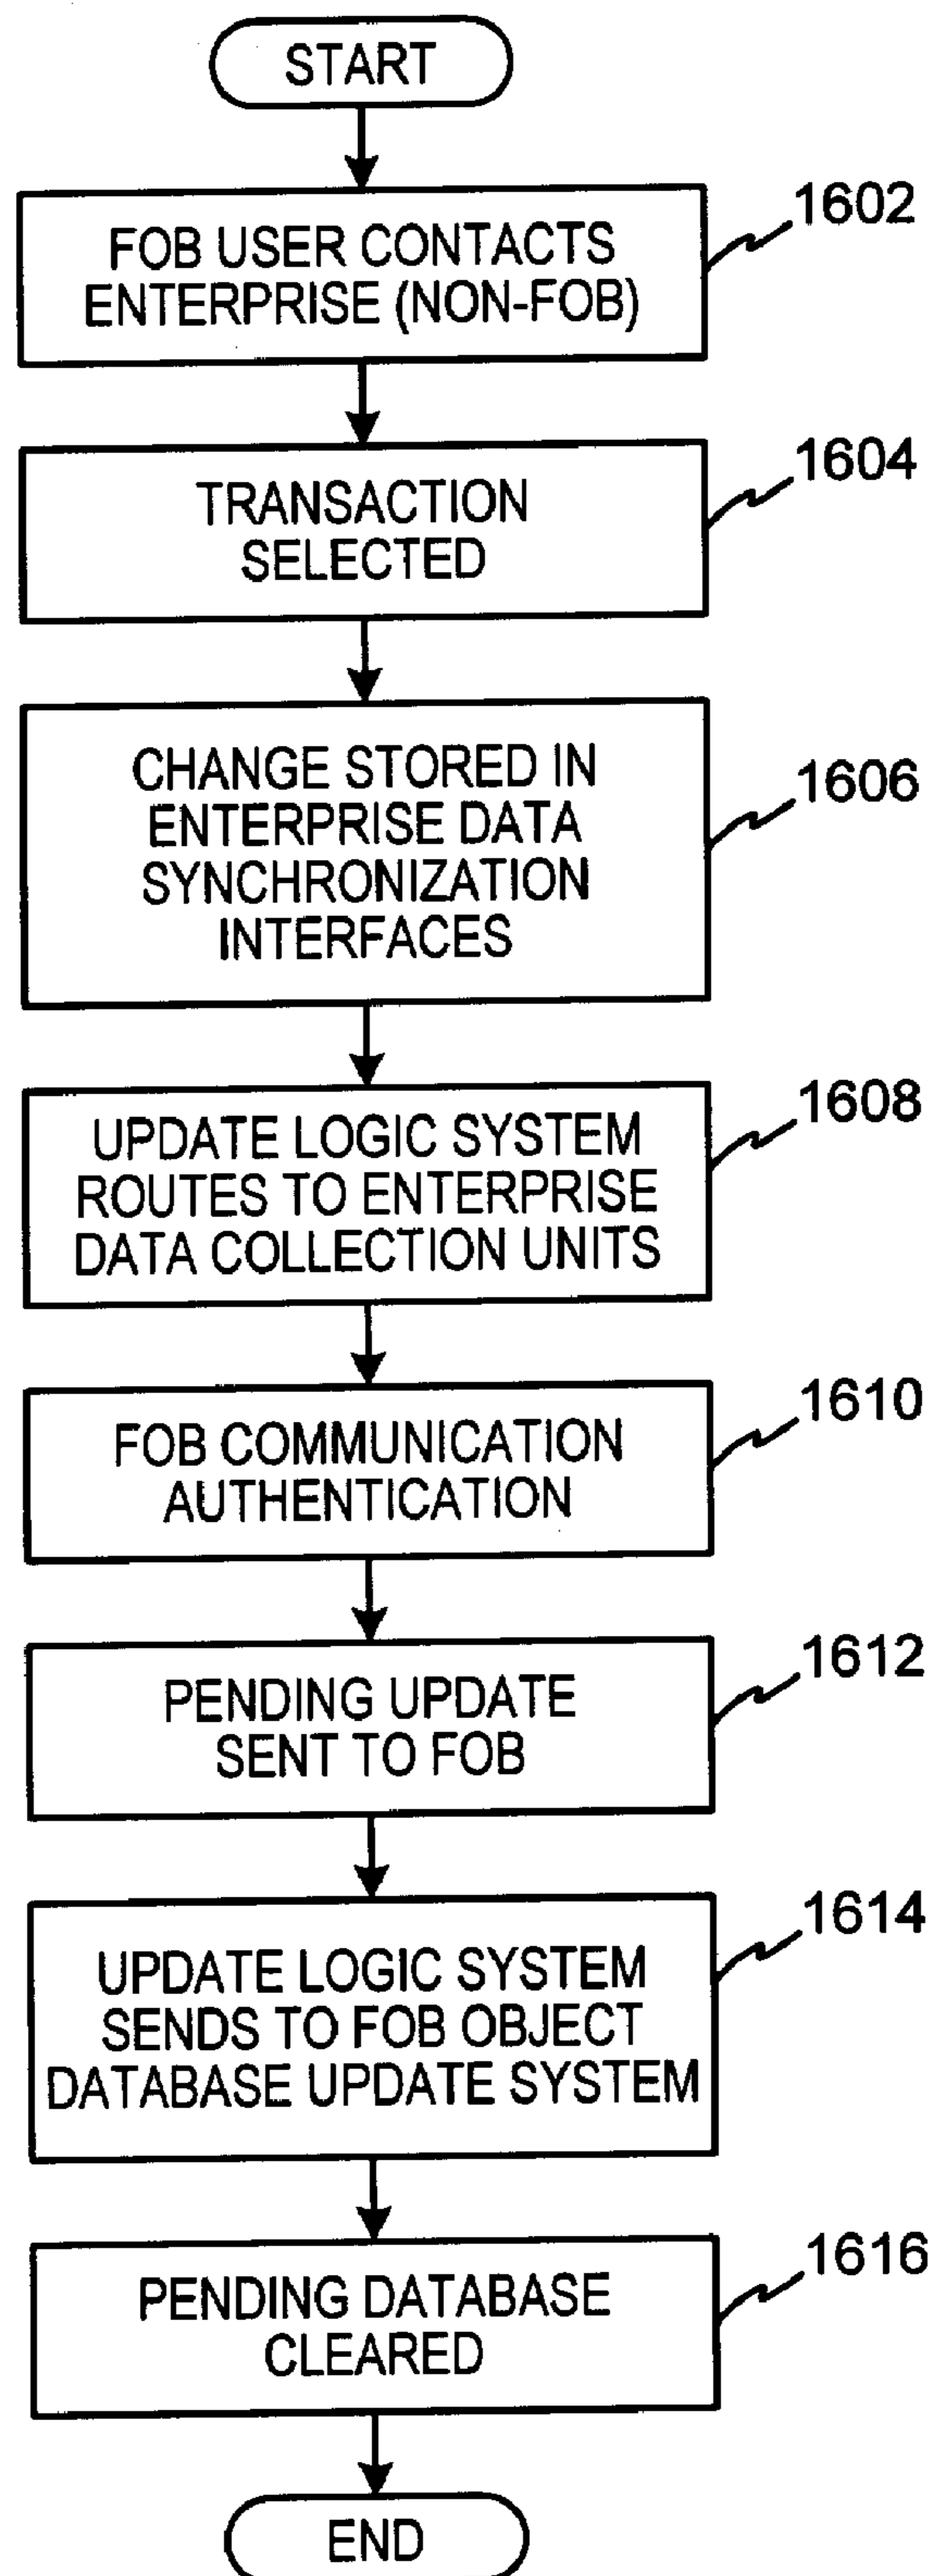 START
1602
FOB USER CONTACTS
ENTERPRISE (NON-FOB)
1604
TRANSACTION
SELECTED
1606
CHANGE STORED IN
ENTERPRISE DATA
SYNCHRONIZATION
INTERFACES
1608
UPDATE LOGIC SYSTEM
ROUTES TO ENTERPRISE
DATA COLLECTION UNITS
1610
FOB COMMUNICATION
AUTHENTICATION
1612
PENDING UPDATE
SENT TO FOB
1614
UPDATE LOGIC SYSTEM
SENDS TO FOB OBJECT
DATABASE UPDATE SYSTEM
1616
PENDING DATABASE
CLEARED
END